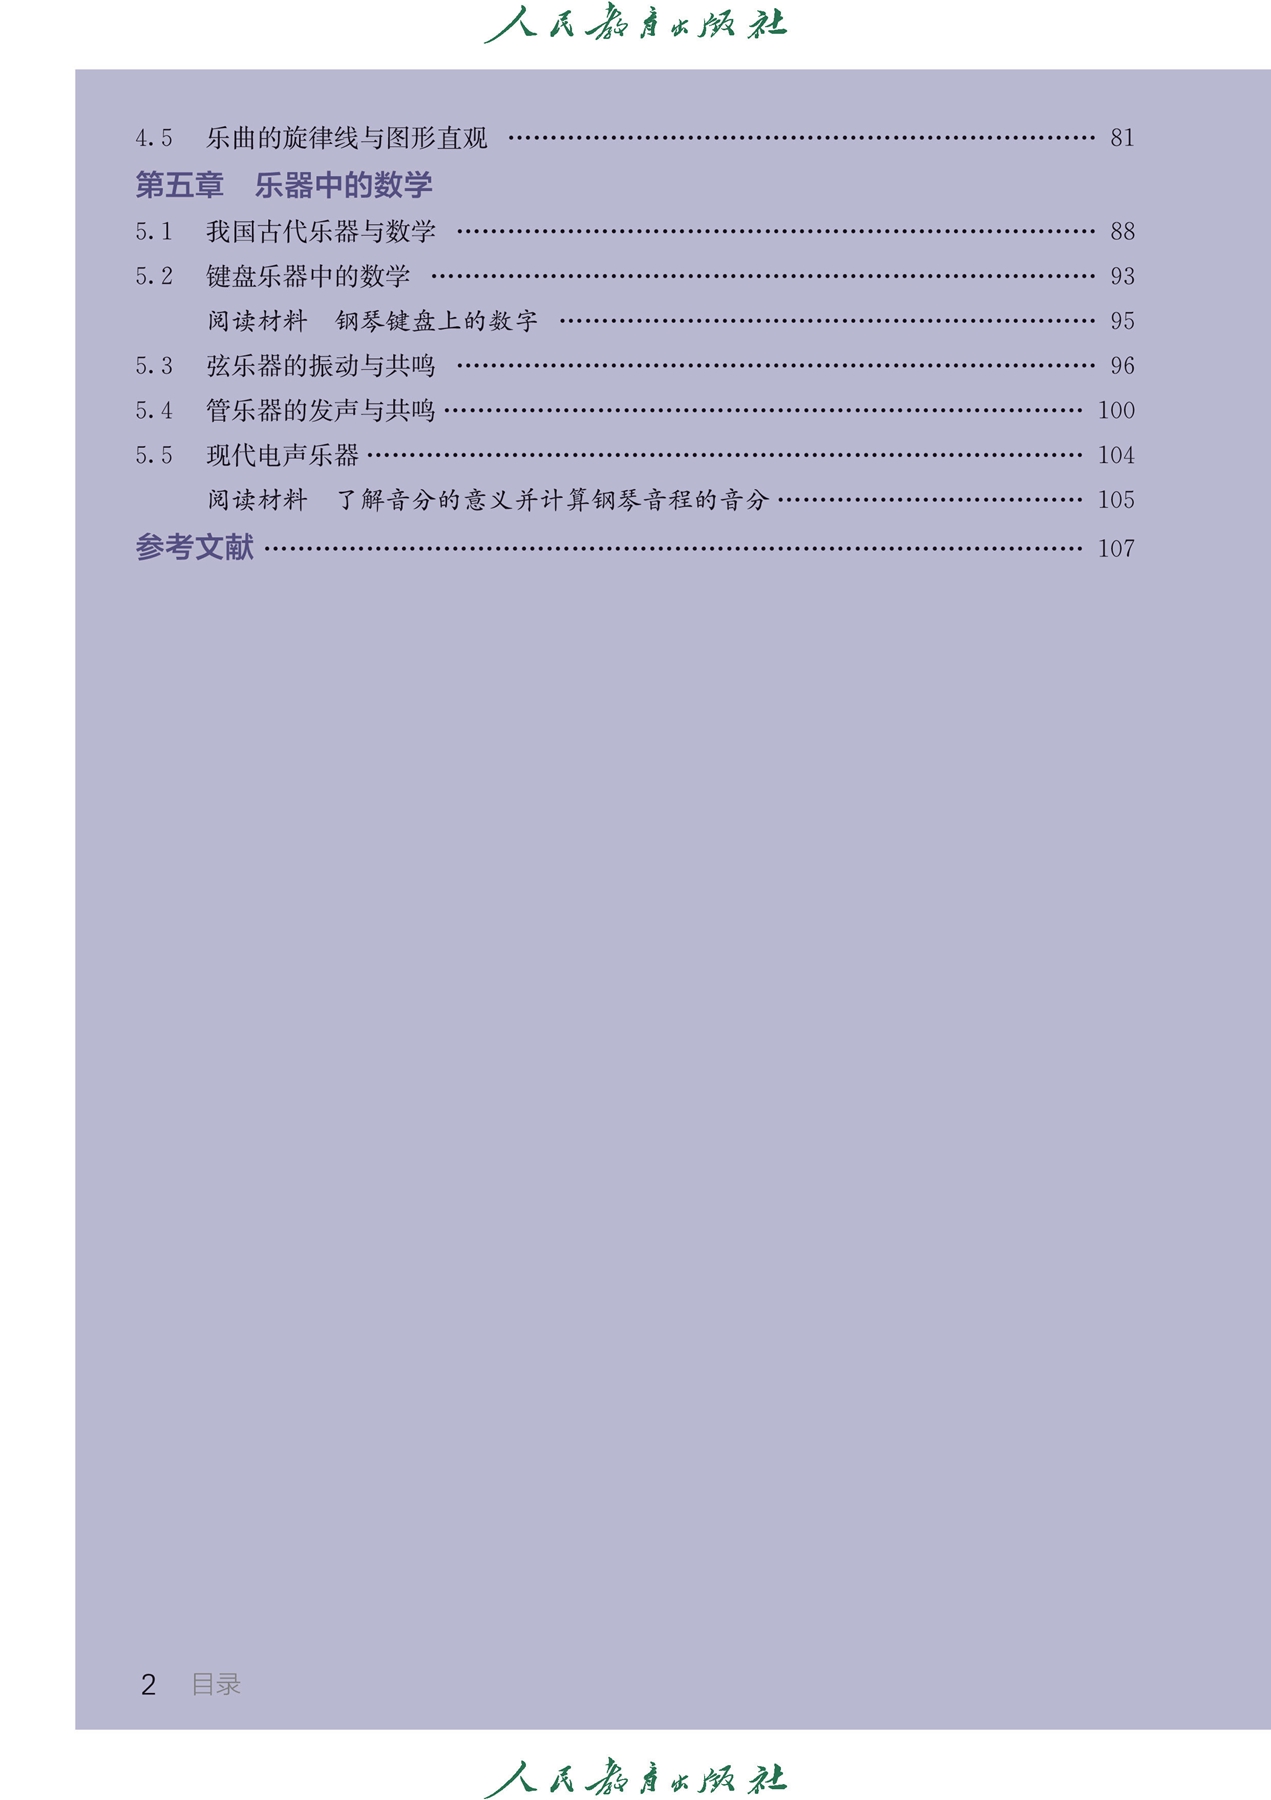 人民教育出版社
4.5 乐曲的旋律线与图形直观 …………………………………………………………… 81
第五章 乐器中的数学
5.1 我国古代乐器与数学 ………………………………………………………………… 88
5.2 键盘乐器中的数学 …………………………………………………………………… 93
阅读材料 钢琴键盘上的数字 ……………………………………………………… 95
5.3 弦乐器的振动与共鸣 ………………………………………………………………… 96
5.4 管乐器的发声与共鸣 ………………………………………………………………… 100
5.5 现代电声乐器 ………………………………………………………………………… 104
阅读材料 了解音分的意义并计算钢琴音程的音分 ……………………………… 105
参考文献 …………………………………………………………………………………… 107
2 目录
人民教育出版社